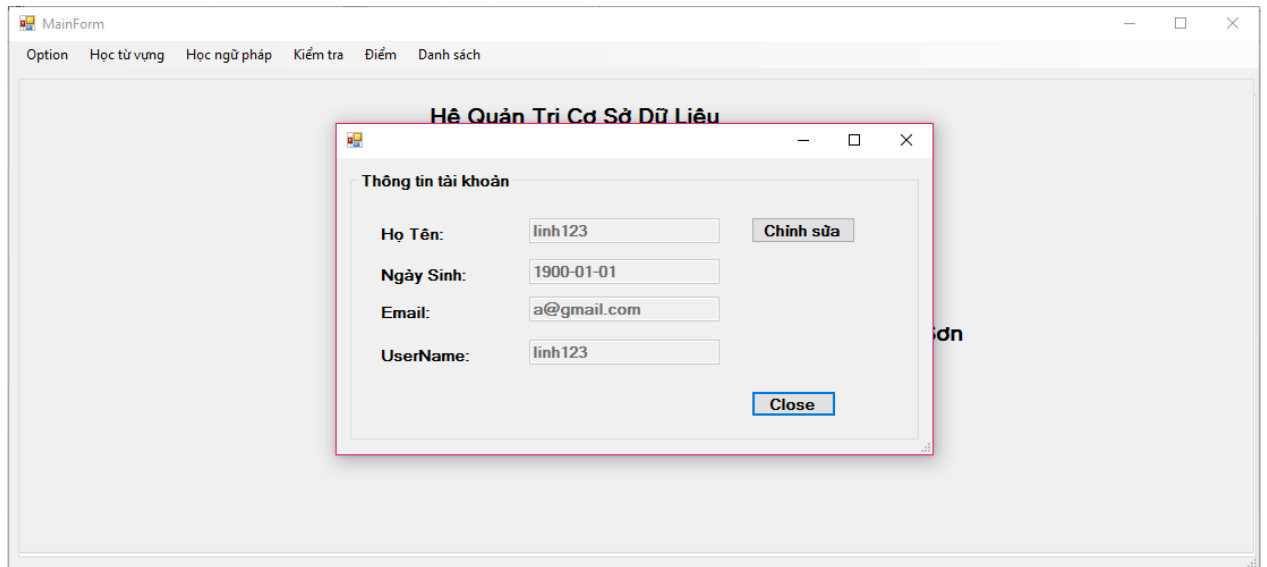 MainForm
Option Học từ vựng Học ngữ pháp Kiểm tra Điểm Danh sách
Hệ Quản Trị Cơ Sở Dữ Liệu
Thông tin tài khoản
Họ Tên: linh123 Chỉnh sửa
Ngày Sinh: 1900-01-01
Email: a@gmail.com
Sơn
UserName: linh123
Close